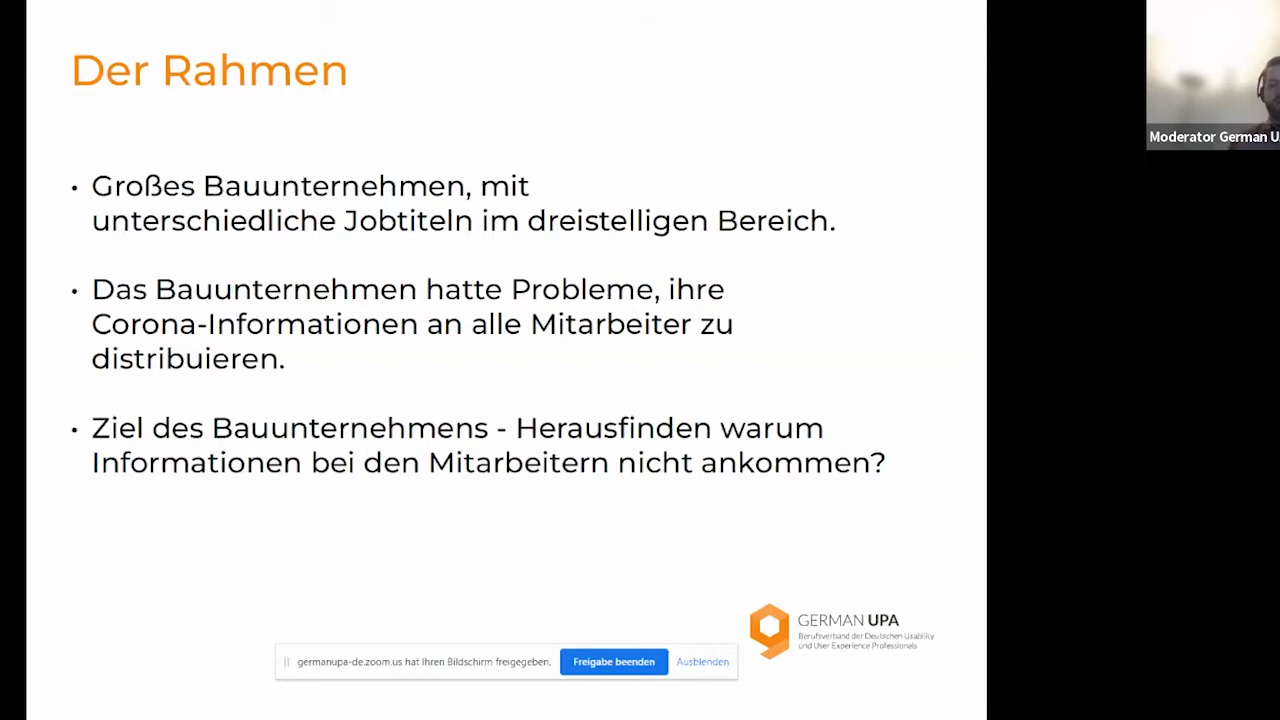 Der Rahmen
• Großes Bauunternehmen, mit
unterschiedliche Jobtiteln im dreistelligen Bereich.
• Das Bauunternehmen hatte Probleme, ihre
Corona-Informationen an alle Mitarbeiter zu
distribuieren.
• Ziel des Bauunternehmens - Herausfinden warum
Informationen bei den Mitarbeitern nicht ankommen?
Moderator German U
GERMAN UPA
Berufsverband der Deutschen Usability
und User Experience Professionals
germanupa-de.zoom.us hat Ihren Bildschirm freigegeben.
Freigabe beenden
Ausblenden